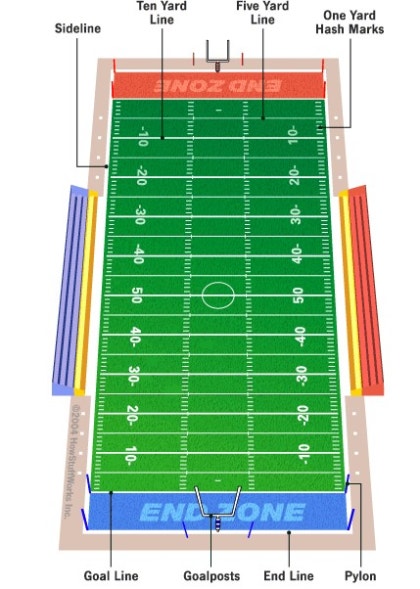 Ten Yard
Line
Five Yard
Line
One Yard
Hash Marks
Sideline
END ZONE
-10
10-
-20
20-
-30
30-
-40
40-
50
50
40-
-40
30-
-30
20-
-20
10-
-10
©2004 HowStuffWorks Inc.
END ZONE
Goal Line
Goalposts
End Line
Pylon